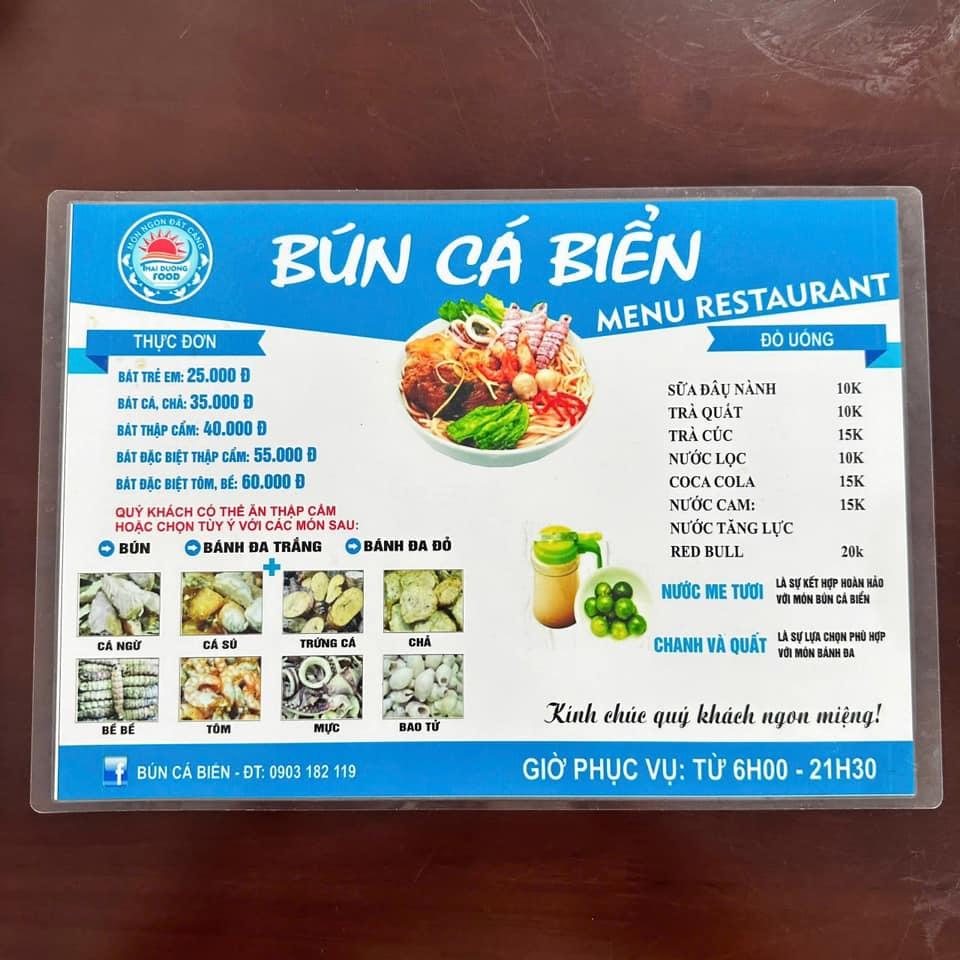 MÓN NGON ĐẤT CẢNG
THAI DUONG
FOOD
BÚN CÁ BIỂN
MENU RESTAURANT
THỰC ĐƠN
BÁT TRẺ EM: 25.000 Đ
BÁT CÁ, CHẢ: 35.000 Đ
BÁT THẬP CẨM: 40.000 Đ
BÁT ĐẶC BIỆT THẬP CẨM: 55.000 Đ
BÁT ĐẶC BIỆT TÔM, BỀ: 60.000 Đ
QUÝ KHÁCH CÓ THỂ ĂN THẬP CẨM
HOẶC CHỌN TÙY Ý VỚI CÁC MÓN SAU:
BÚN BÁNH ĐA TRẮNG BÁNH ĐA ĐỎ
CÁ NGỪ CÁ SỦ TRỨNG CÁ CHẢ
BỀ BỀ TÔM MỰC BAO TỬ
ĐỒ UỐNG
SỮA ĐẬU NÀNH 10K
TRÀ QUẤT 10K
TRÀ CÚC 15K
NƯỚC LỌC 10K
COCA COLA 15K
NƯỚC CAM: 15K
NƯỚC TĂNG LỰC
RED BULL 20k
NƯỚC ME TƯƠI LÀ SỰ KẾT HỢP HOÀN HẢO
VỚI MÓN BÚN CÁ BIỂN
CHANH VÀ QUẤT LÀ SỰ LỰA CHỌN PHÙ HỢP
VỚI MÓN BÁNH ĐA
Kính chúc quý khách ngon miệng!
BÚN CÁ BIỂN - ĐT: 0903 182 119
GIỜ PHỤC VỤ: TỪ 6H00 - 21H30